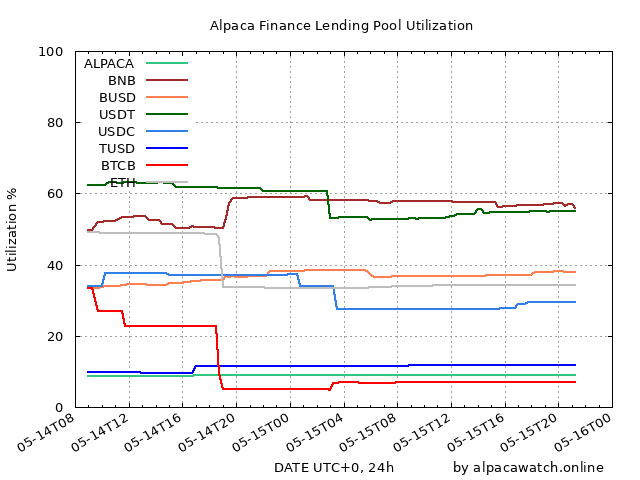 Alpaca Finance Lending Pool Utilization
100
80
60
40
20
0
Utilization %
ALPACA
BNB
BUSD
USDT
USDC
TUSD
BTCB
ETH
05-14T08
05-14T12
05-14T16
05-14T20
05-15T00
05-15T04
05-15T08
05-15T12
05-15T16
05-15T20
05-16T00
DATE UTC+0, 24h
by alpacawatch.online